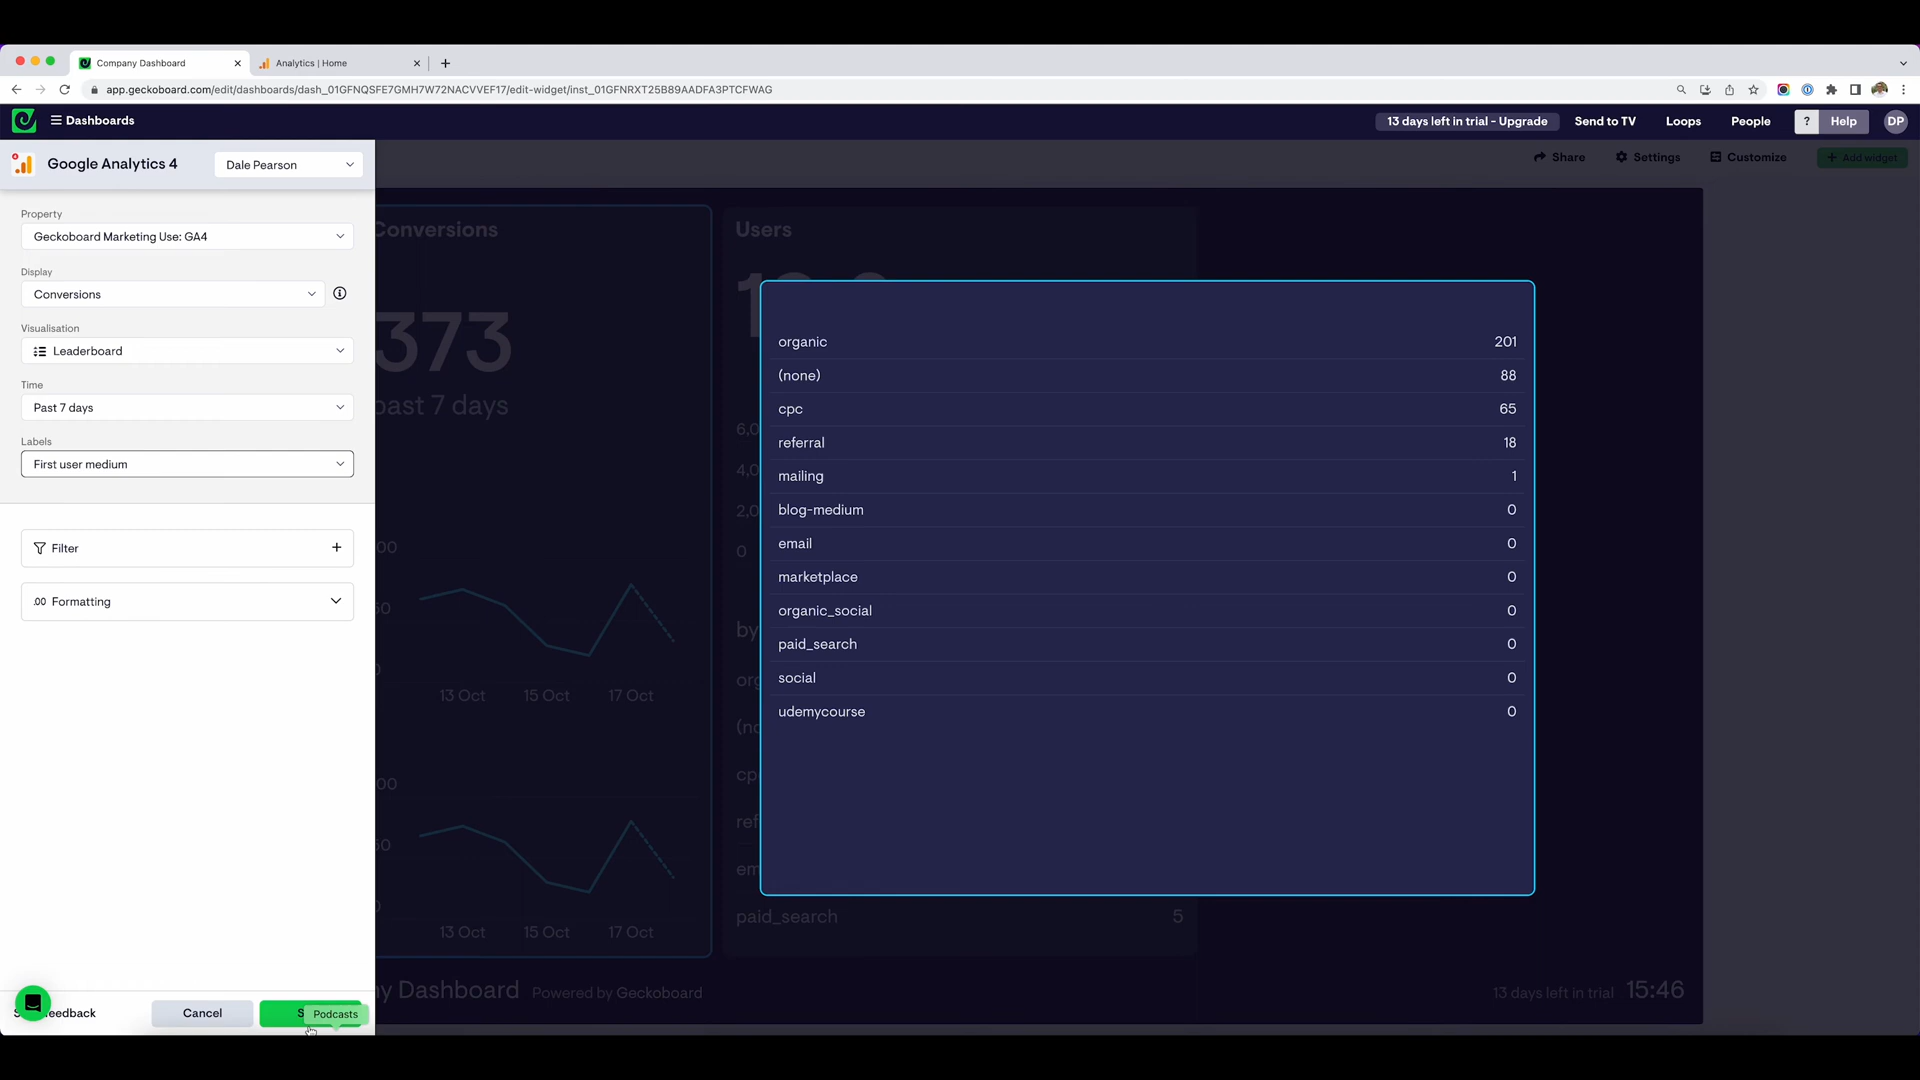 Company Dashboard
Analytics | Home
app.geckoboard.com/edit/dashboards/dash_01GFNQSFE7GMH7W72NACVVEF17/edit-widget/inst_01GFNRXT25B89AADFA3PTCFWAG
Dashboards
13 days left in trial - Upgrade
Send to TV
Loops
People
? Help
DP
Google Analytics 4
Dale Pearson
Share
Settings
Customize
+ Add widget
Property
Geckoboard Marketing Use: GA4
Display
Conversions
Visualisation
Leaderboard
Time
Past 7 days
Labels
First user medium
Filter
.00 Formatting
Cancel
Podcasts
Conversions
373
past 7 days
13 Oct 15 Oct 17 Oct
13 Oct 15 Oct 17 Oct
Users
organic 201
(none) 88
cpc 65
referral 18
mailing 1
blog-medium 0
email 0
marketplace 0
organic_social 0
paid_search 0
social 0
udemycourse 0
by
paid_search 5
Dashboard
Powered by Geckoboard
13 days left in trial 15:46